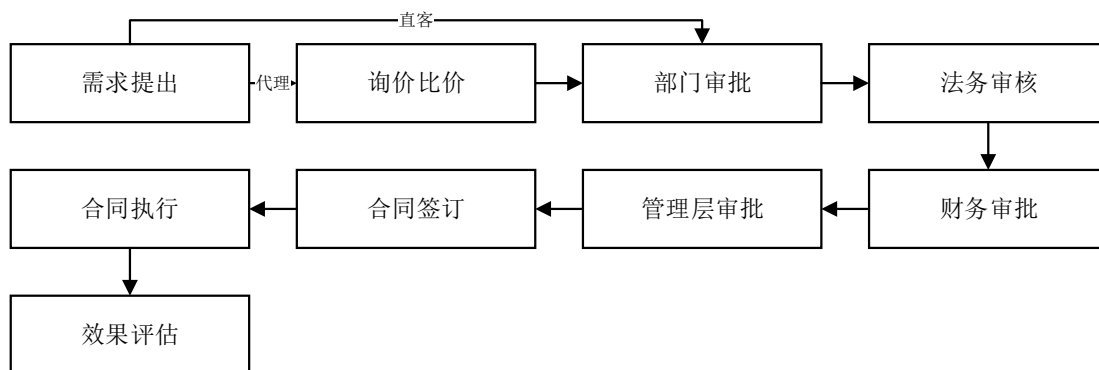 直客
需求提出
代理
询价比价
部门审批
法务审核
合同执行
合同签订
管理层审批
财务审批
效果评估